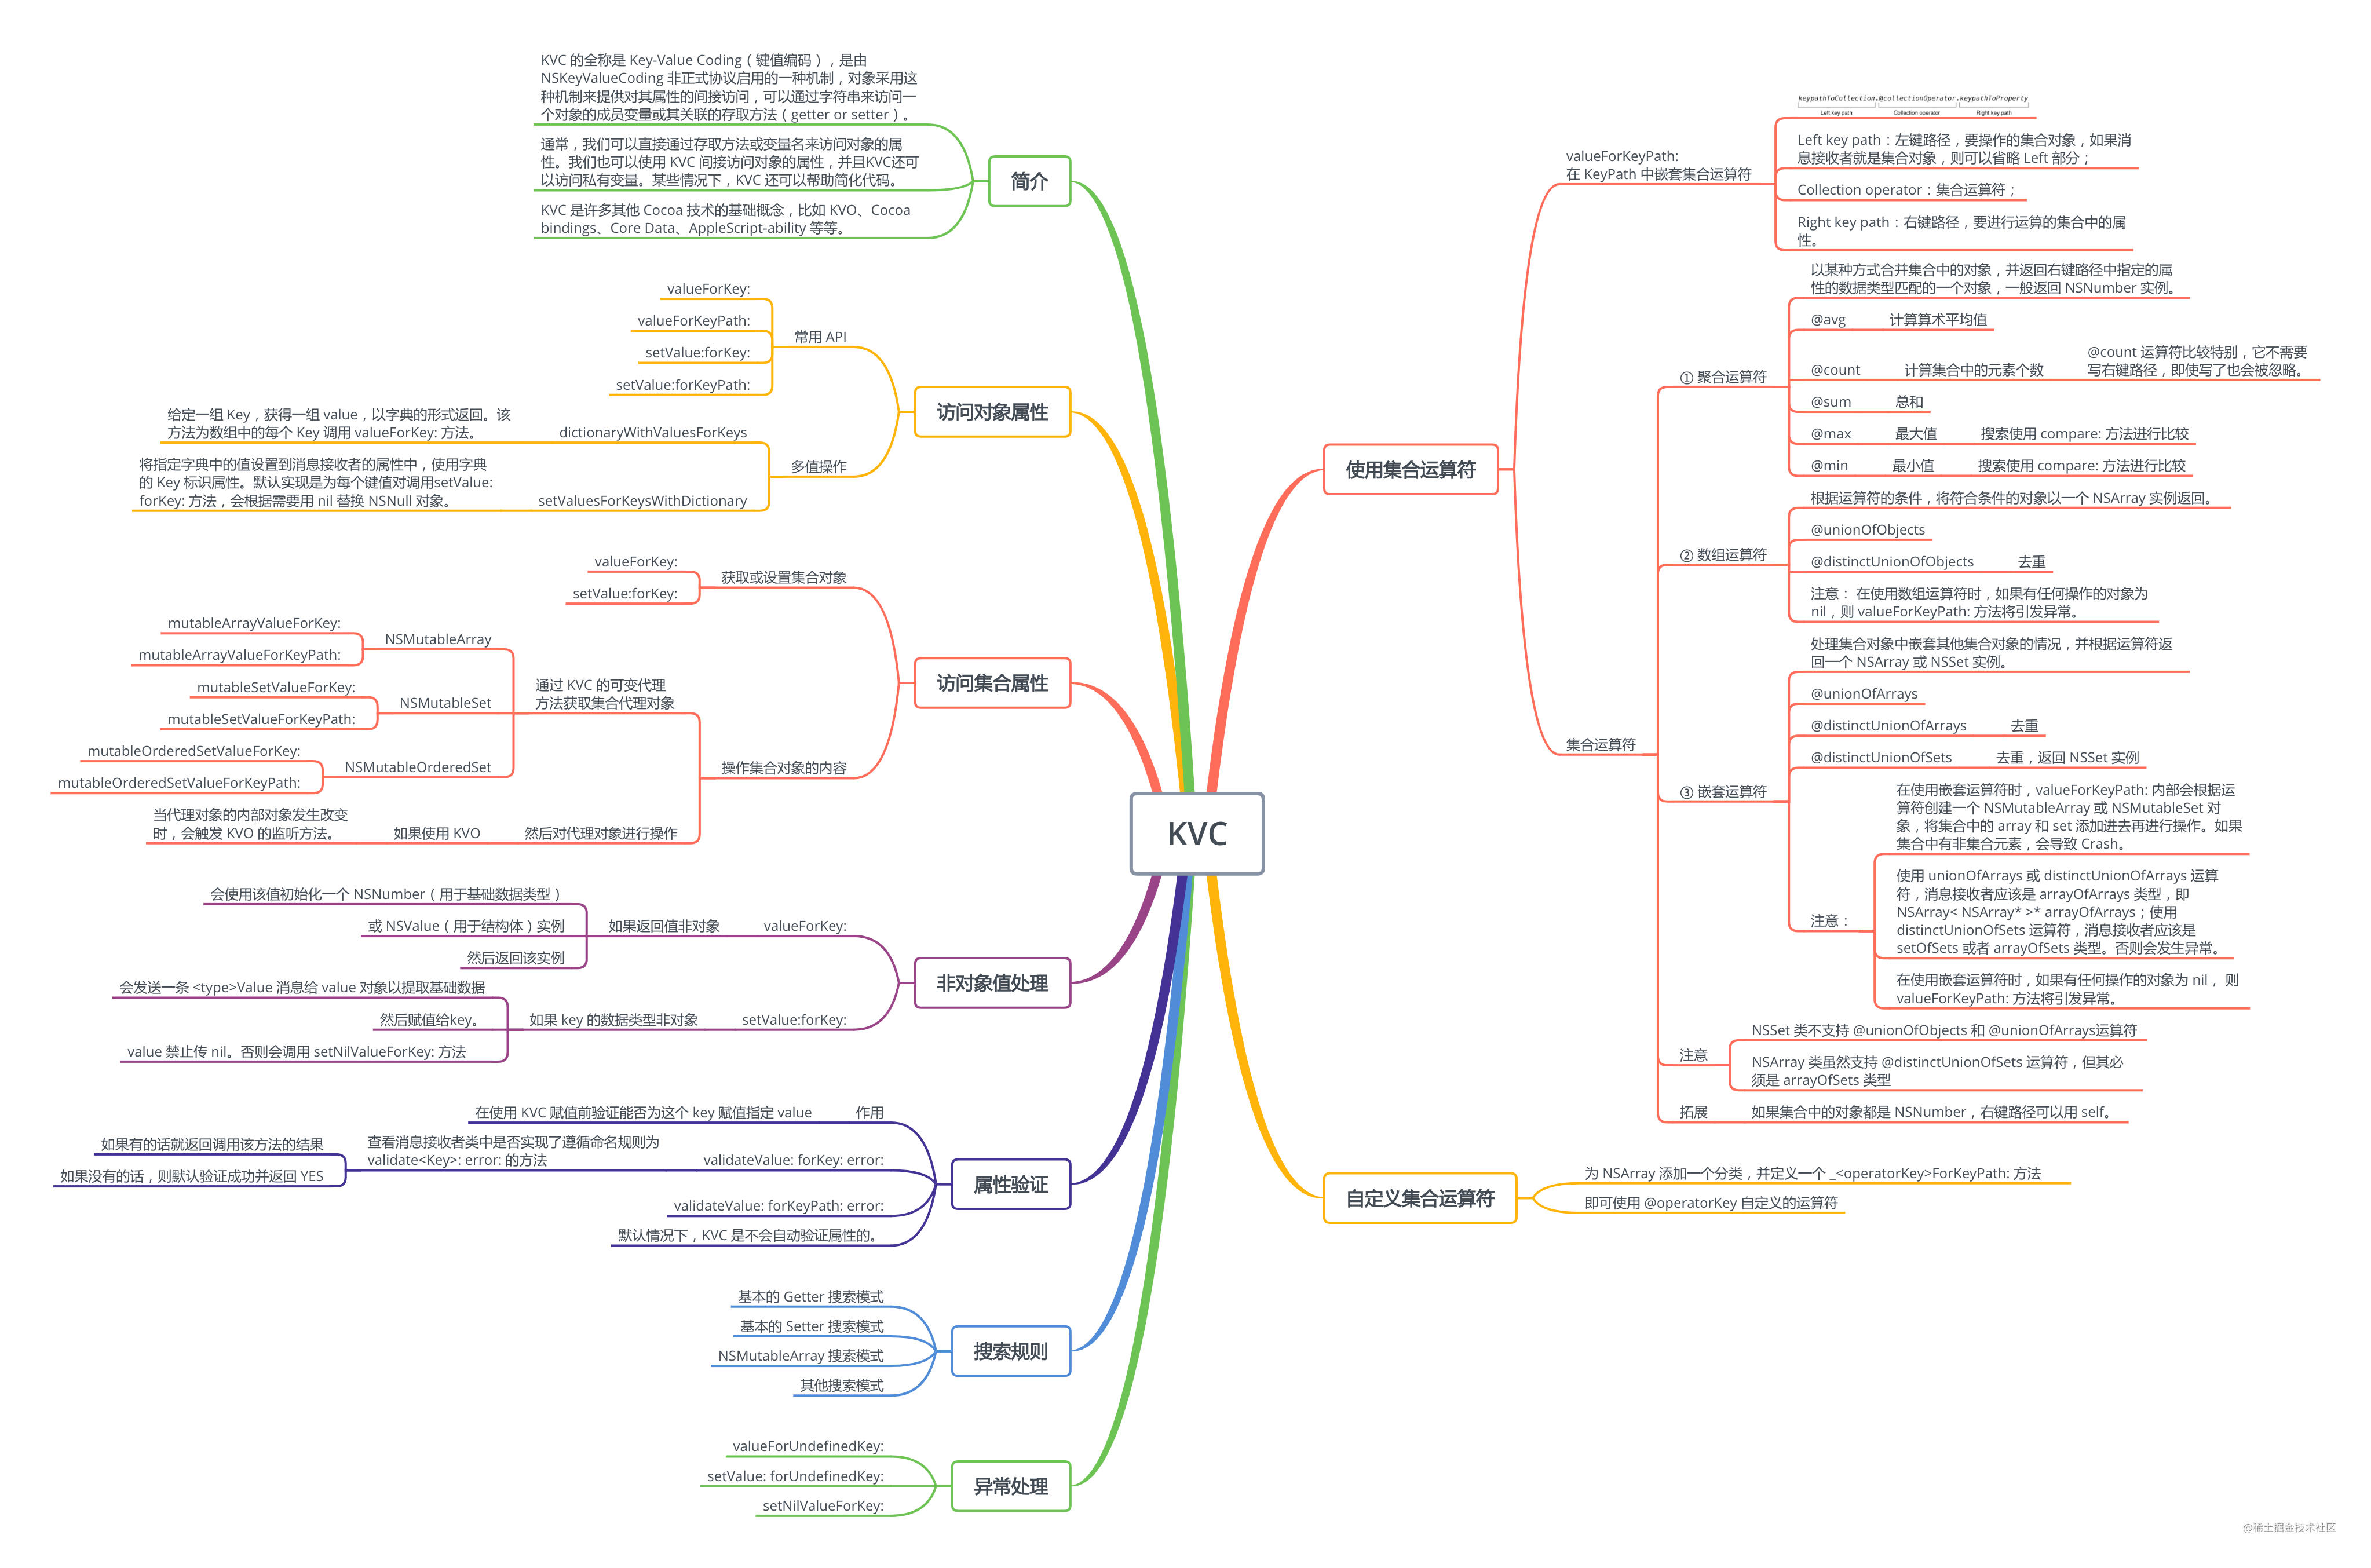 KVC
简介
KVC 的全称是 Key-Value Coding（键值编码），是由
NSKeyValueCoding 非正式协议启用的一种机制，对象采用这
种机制来提供对其属性的间接访问，可以通过字符串来访问一
个对象的成员变量或其关联的存取方法（getter or setter）。
通常，我们可以直接通过存取方法或变量名来访问对象的属
性。我们也可以使用 KVC 间接访问对象的属性，并且KVC还可
以访问私有变量。某些情况下，KVC 还可以帮助简化代码。
KVC 是许多其他 Cocoa 技术的基础概念，比如 KVO、Cocoa
bindings、Core Data、AppleScript-ability 等等。
访问对象属性
常用 API
valueForKey:
valueForKeyPath:
setValue:forKey:
setValue:forKeyPath:
多值操作
dictionaryWithValuesForKeys
给定一组 Key，获得一组 value，以字典的形式返回。该
方法为数组中的每个 Key 调用 valueForKey: 方法。
setValuesForKeysWithDictionary
将指定字典中的值设置到消息接收者的属性中，使用字典
的 Key 标识属性。默认实现是为每个键值对调用setValue:
forKey: 方法，会根据需要用 nil 替换 NSNull 对象。
访问集合属性
获取或设置集合对象
valueForKey:
setValue:forKey:
操作集合对象的内容
通过 KVC 的可变代理
方法获取集合代理对象
NSMutableArray
mutableArrayValueForKey:
mutableArrayValueForKeyPath:
NSMutableSet
mutableSetValueForKey:
mutableSetValueForKeyPath:
NSMutableOrderedSet
mutableOrderedSetValueForKey:
mutableOrderedSetValueForKeyPath:
然后对代理对象进行操作
如果使用 KVO
当代理对象的内部对象发生改变
时，会触发 KVO 的监听方法。
非对象值处理
valueForKey:
如果返回值非对象
会使用该值初始化一个 NSNumber（用于基础数据类型）
或 NSValue（用于结构体）实例
然后返回该实例
setValue:forKey:
如果 key 的数据类型非对象
会发送一条 <type>Value 消息给 value 对象以提取基础数据
然后赋值给key。
value 禁止传 nil。否则会调用 setNilValueForKey: 方法
属性验证
作用
在使用 KVC 赋值前验证能否为这个 key 赋值指定 value
validateValue: forKey: error:
查看消息接收者类中是否实现了遵循命名规则为
validate<Key>: error: 的方法
如果有的话就返回调用该方法的结果
如果没有的话，则默认验证成功并返回 YES
validateValue: forKeyPath: error:
默认情况下，KVC 是不会自动验证属性的。
搜索规则
基本的 Getter 搜索模式
基本的 Setter 搜索模式
NSMutableArray 搜索模式
其他搜索模式
异常处理
valueForUndefinedKey:
setValue: forUndefinedKey:
setNilValueForKey:
使用集合运算符
valueForKeyPath:
在 KeyPath 中嵌套集合运算符
keypathToCollection.@collectionOperator.keypathToProperty
Left key path Collection operator Right key path
Left key path：左键路径，要操作的集合对象，如果消
息接收者就是集合对象，则可以省略 Left 部分；
Collection operator：集合运算符；
Right key path：右键路径，要进行运算的集合中的属
性。
集合运算符
① 聚合运算符
以某种方式合并集合中的对象，并返回右键路径中指定的属
性的数据类型匹配的一个对象，一般返回 NSNumber 实例。
@avg 计算算术平均值
@count 计算集合中的元素个数
@count 运算符比较特别，它不需要
写右键路径，即使写了也会被忽略。
@sum 总和
@max 最大值 搜索使用 compare: 方法进行比较
@min 最小值 搜索使用 compare: 方法进行比较
② 数组运算符
根据运算符的条件，将符合条件的对象以一个 NSArray 实例返回。
@unionOfObjects
@distinctUnionOfObjects 去重
注意： 在使用数组运算符时，如果有任何操作的对象为
nil，则 valueForKeyPath: 方法将引发异常。
③ 嵌套运算符
处理集合对象中嵌套其他集合对象的情况，并根据运算符返
回一个 NSArray 或 NSSet 实例。
@unionOfArrays
@distinctUnionOfArrays 去重
@distinctUnionOfSets 去重，返回 NSSet 实例
注意：
在使用嵌套运算符时，valueForKeyPath: 内部会根据运
算符创建一个 NSMutableArray 或 NSMutableSet 对
象，将集合中的 array 和 set 添加进去再进行操作。如果
集合中有非集合元素，会导致 Crash。
使用 unionOfArrays 或 distinctUnionOfArrays 运算
符，消息接收者应该是 arrayOfArrays 类型，即
NSArray< NSArray* >* arrayOfArrays；使用
distinctUnionOfSets 运算符，消息接收者应该是
setOfSets 或者 arrayOfSets 类型。否则会发生异常。
在使用嵌套运算符时，如果有任何操作的对象为 nil， 则
valueForKeyPath: 方法将引发异常。
注意
NSSet 类不支持 @unionOfObjects 和 @unionOfArrays运算符
NSArray 类虽然支持 @distinctUnionOfSets 运算符，但其必
须是 arrayOfSets 类型
拓展
如果集合中的对象都是 NSNumber，右键路径可以用 self。
自定义集合运算符
为 NSArray 添加一个分类，并定义一个 _<operatorKey>ForKeyPath: 方法
即可使用 @operatorKey 自定义的运算符
@稀土掘金技术社区